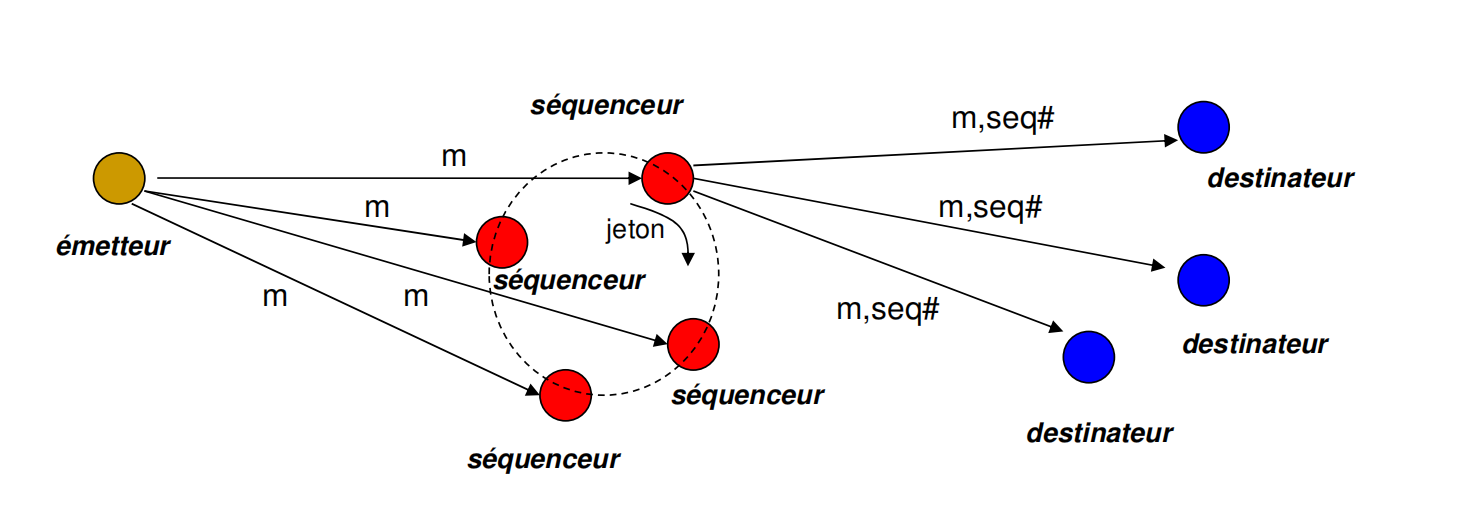 séquenceur
m,seq#
m
destinateur
m
m,seq#
jeton
émetteur
séquenceur
m
m
m,seq#
destinateur
séquenceur
destinateur
séquenceur